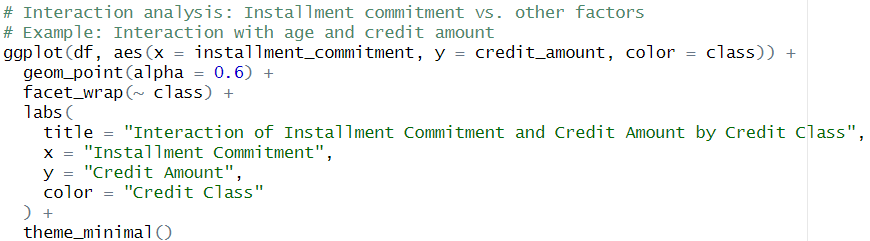 # Interaction analysis: Installment commitment vs. other factors
# Example: Interaction with age and credit amount
ggplot(df, aes(x = installment_commitment, y = credit_amount, color = class)) +
  geom_point(alpha = 0.6) +
  facet_wrap(~ class) +
  labs(
    title = "Interaction of Installment Commitment and Credit Amount by Credit Class",
    x = "Installment Commitment",
    y = "Credit Amount",
    color = "Credit Class"
  ) +
  theme_minimal()